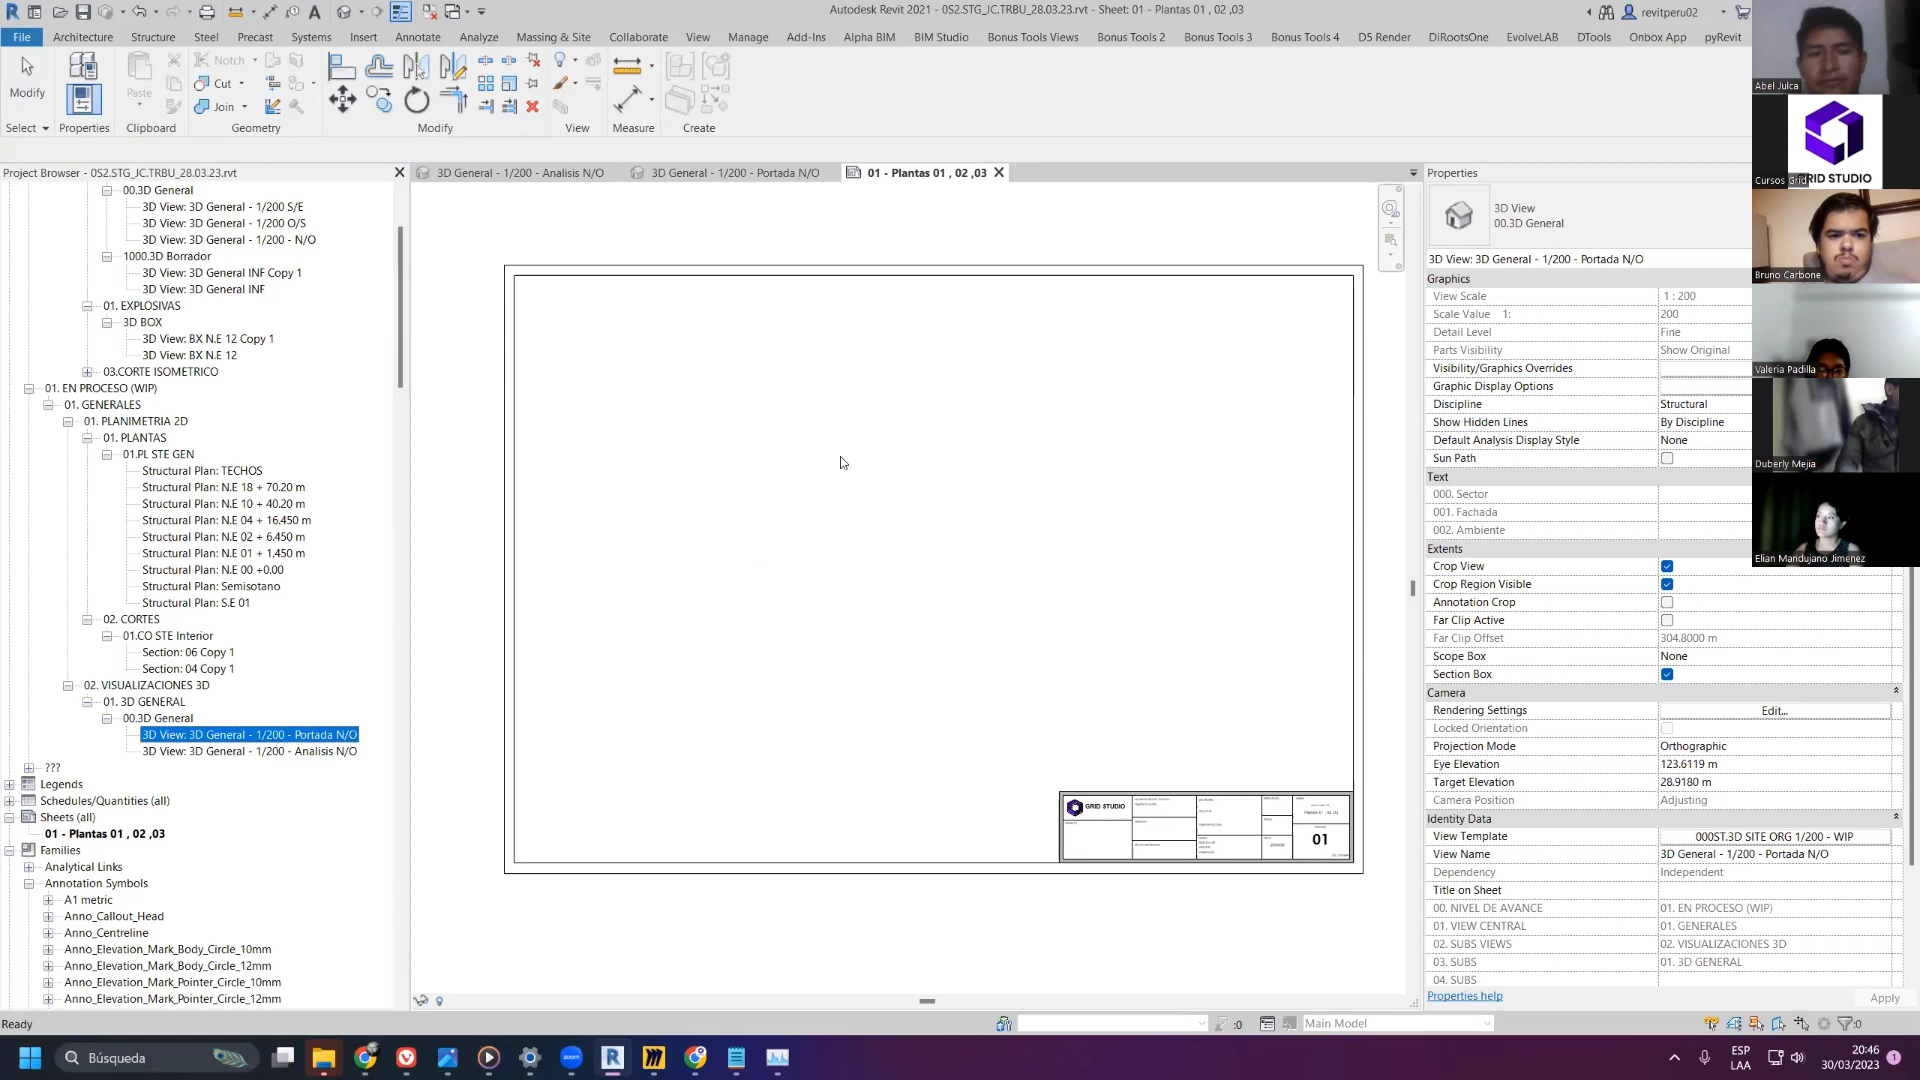 Autodesk Revit 2021 - 0S2.STG_JC.TRBU_28.03.23.rvt - Sheet: 01 - Plantas 01 , 02 ,03
revitperu02
File Architecture Structure Steel Precast Systems Insert Annotate Analyze Massing & Site Collaborate View Manage Add-Ins Alpha BIM BIM Studio Bonus Tools Views Bonus Tools 2 Bonus Tools 3 Bonus Tools 4 D5 Render DiRootsOne EvolveLAB DTools Onbox App pyRevit
Modify
Paste
Notch
Cut
Join
Select Properties Clipboard Geometry Modify View Measure Create
Project Browser - 0S2.STG_JC.TRBU_28.03.23.rvt
00.3D General
3D View: 3D General - 1/200 S/E
3D View: 3D General - 1/200 O/S
3D View: 3D General - 1/200 - N/O
1000.3D Borrador
3D View: 3D General INF Copy 1
3D View: 3D General INF
01. EXPLOSIVAS
3D BOX
3D View: BX N.E 12 Copy 1
3D View: BX N.E 12
03.CORTE ISOMETRICO
01. EN PROCESO (WIP)
01. GENERALES
01. PLANIMETRIA 2D
01. PLANTAS
01.PL STE GEN
Structural Plan: TECHOS
Structural Plan: N.E 18 + 70.20 m
Structural Plan: N.E 10 + 40.20 m
Structural Plan: N.E 04 + 16.450 m
Structural Plan: N.E 02 + 6.450 m
Structural Plan: N.E 01 + 1.450 m
Structural Plan: N.E 00 +0.00
Structural Plan: Semisotano
Structural Plan: S.E 01
02. CORTES
01.CO STE Interior
Section: 06 Copy 1
Section: 04 Copy 1
02. VISUALIZACIONES 3D
01. 3D GENERAL
00.3D General
3D View: 3D General - 1/200 - Portada N/O
3D View: 3D General - 1/200 - Analisis N/O
???
Legends
Schedules/Quantities (all)
Sheets (all)
01 - Plantas 01 , 02 ,03
Families
Analytical Links
Annotation Symbols
A1 metric
Anno_Callout_Head
Anno_Centreline
Anno_Elevation_Mark_Body_Circle_10mm
Anno_Elevation_Mark_Body_Circle_12mm
Anno_Elevation_Mark_Pointer_Circle_10mm
Anno_Elevation_Mark_Pointer_Circle_12mm
3D General - 1/200 - Analisis N/O
3D General - 1/200 - Portada N/O
01 - Plantas 01 , 02 ,03
GRID STUDIO
Plantas 01 , 02 ,03
01
Properties
3D View
00.3D General
3D View: 3D General - 1/200 - Portada N/O
Graphics
View Scale 1 : 200
Scale Value 1: 200
Detail Level Fine
Parts Visibility Show Original
Visibility/Graphics Overrides
Graphic Display Options
Discipline Structural
Show Hidden Lines By Discipline
Default Analysis Display Style None
Sun Path
Text
000. Sector
001. Fachada
002. Ambiente
Extents
Crop View
Crop Region Visible
Annotation Crop
Far Clip Active
Far Clip Offset 304.8000 m
Scope Box None
Section Box
Camera
Rendering Settings Edit...
Locked Orientation
Projection Mode Orthographic
Eye Elevation 123.6119 m
Target Elevation 28.9180 m
Camera Position Adjusting
Identity Data
View Template 000ST.3D SITE ORG 1/200 - WIP
View Name 3D General - 1/200 - Portada N/O
Dependency Independent
Title on Sheet
00. NIVEL DE AVANCE 01. EN PROCESO (WIP)
01. VIEW CENTRAL 01. GENERALES
02. SUBS VIEWS 02. VISUALIZACIONES 3D
03. SUBS 01. 3D GENERAL
04. SUBS
Properties help
Apply
Abel Julca
GRID STUDIO
Cursos Grid
Bruno Carbone
Valeria Padilla
Duberly Mejia
Elian Mandujano Jimenez
Ready
:0
Main Model
:0
Búsqueda
ESP
LAA
20:46
30/03/2023
1